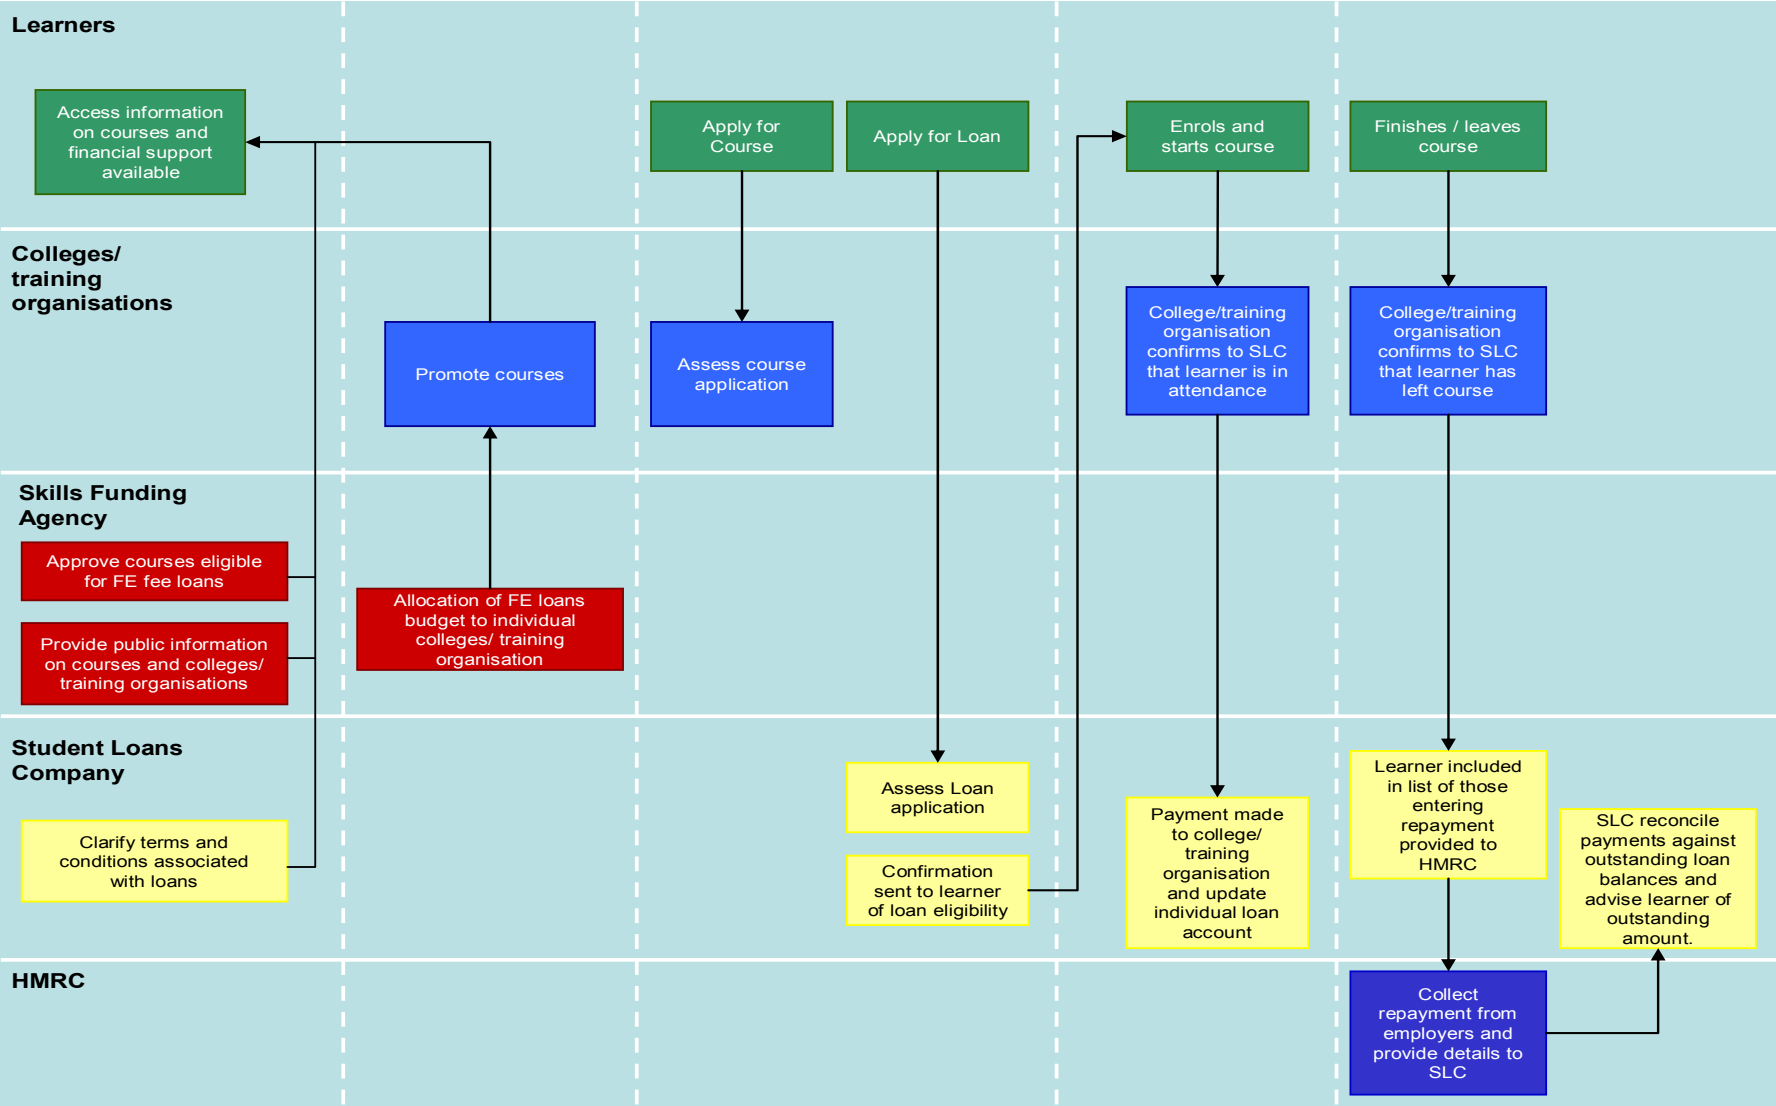 Learners
Access information
on courses and
financial support
available
Apply for
Course
Apply for Loan
Enrols and
starts course
Finishes / leaves
course
Colleges/
training
organisations
Promote courses
Assess course
application
College/training
organisation
confirms to SLC
that learner is in
attendance
College/training
organisation
confirms to SLC
that learner has
left course
Skills Funding
Agency
Approve courses eligible
for FE fee loans
Provide public information
on courses and colleges/
training organisations
Allocation of FE loans
budget to individual
colleges/ training
organisation
Student Loans
Company
Clarify terms and
conditions associated
with loans
Assess Loan
application
Confirmation
sent to learner
of loan eligibility
Payment made
to college/
training
organisation
and update
individual loan
account
Learner included
in list of those
entering
repayment
provided to
HMRC
SLC reconcile
payments against
outstanding loan
balances and
advise learner of
outstanding
amount.
HMRC
Collect
repayment from
employers and
provide details to
SLC